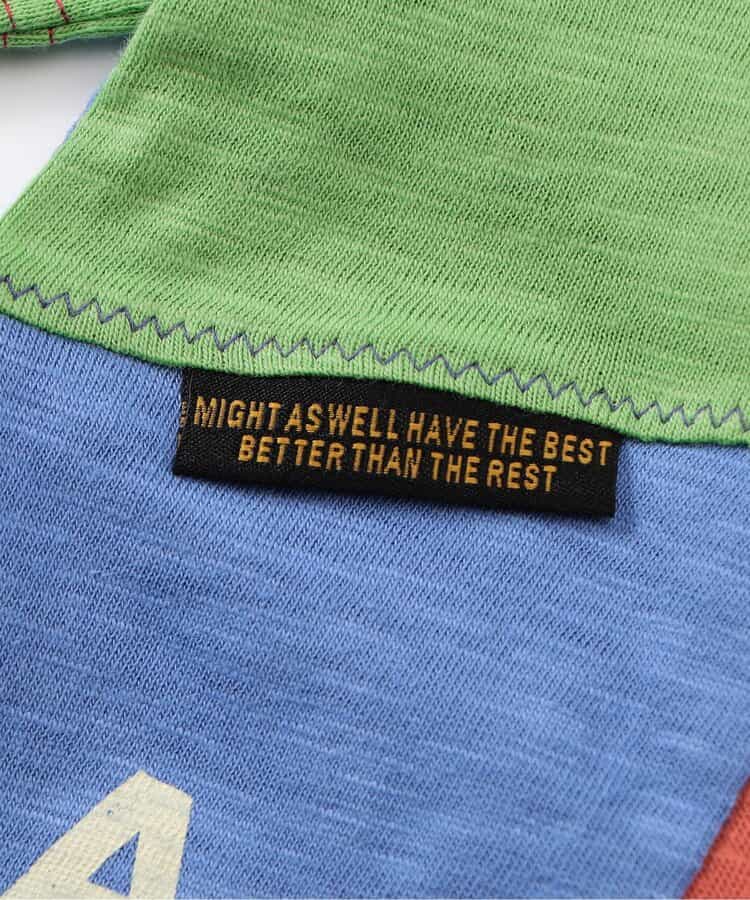 MIGHT AS WELL HAVE THE BEST
BETTER THAN THE REST
A